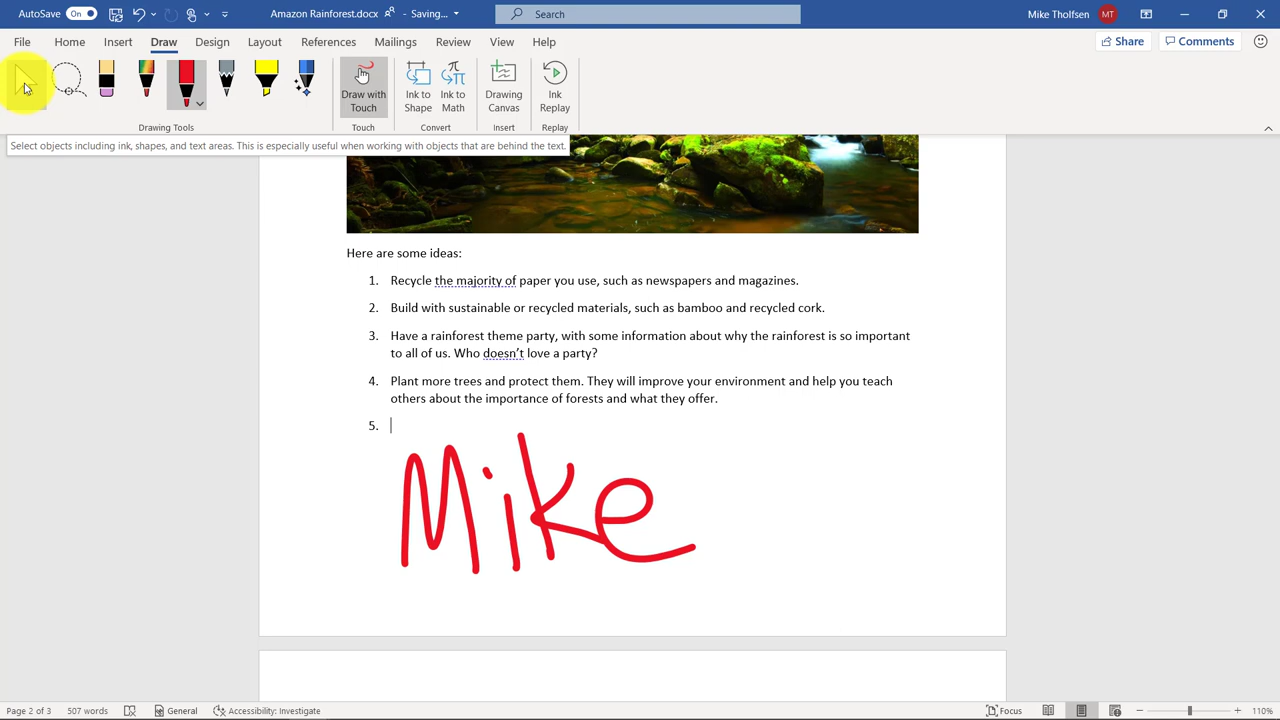 AutoSave On Amazon Rainforest.docx • Saving... Search Mike Tholfsen MT
File Home Insert Draw Design Layout References Mailings Review View Help Share Comments
Draw with Touch Ink to Shape Ink to Math Drawing Canvas Ink Replay
Drawing Tools Touch Convert Insert Replay
Select objects including ink, shapes, and text areas. This is especially useful when working with objects that are behind the text.
Here are some ideas:
1. Recycle the majority of paper you use, such as newspapers and magazines.
2. Build with sustainable or recycled materials, such as bamboo and recycled cork.
3. Have a rainforest theme party, with some information about why the rainforest is so important
to all of us. Who doesn't love a party?
4. Plant more trees and protect them. They will improve your environment and help you teach
others about the importance of forests and what they offer.
5.
Mike
Page 2 of 3 507 words General Accessibility: Investigate Focus 110%